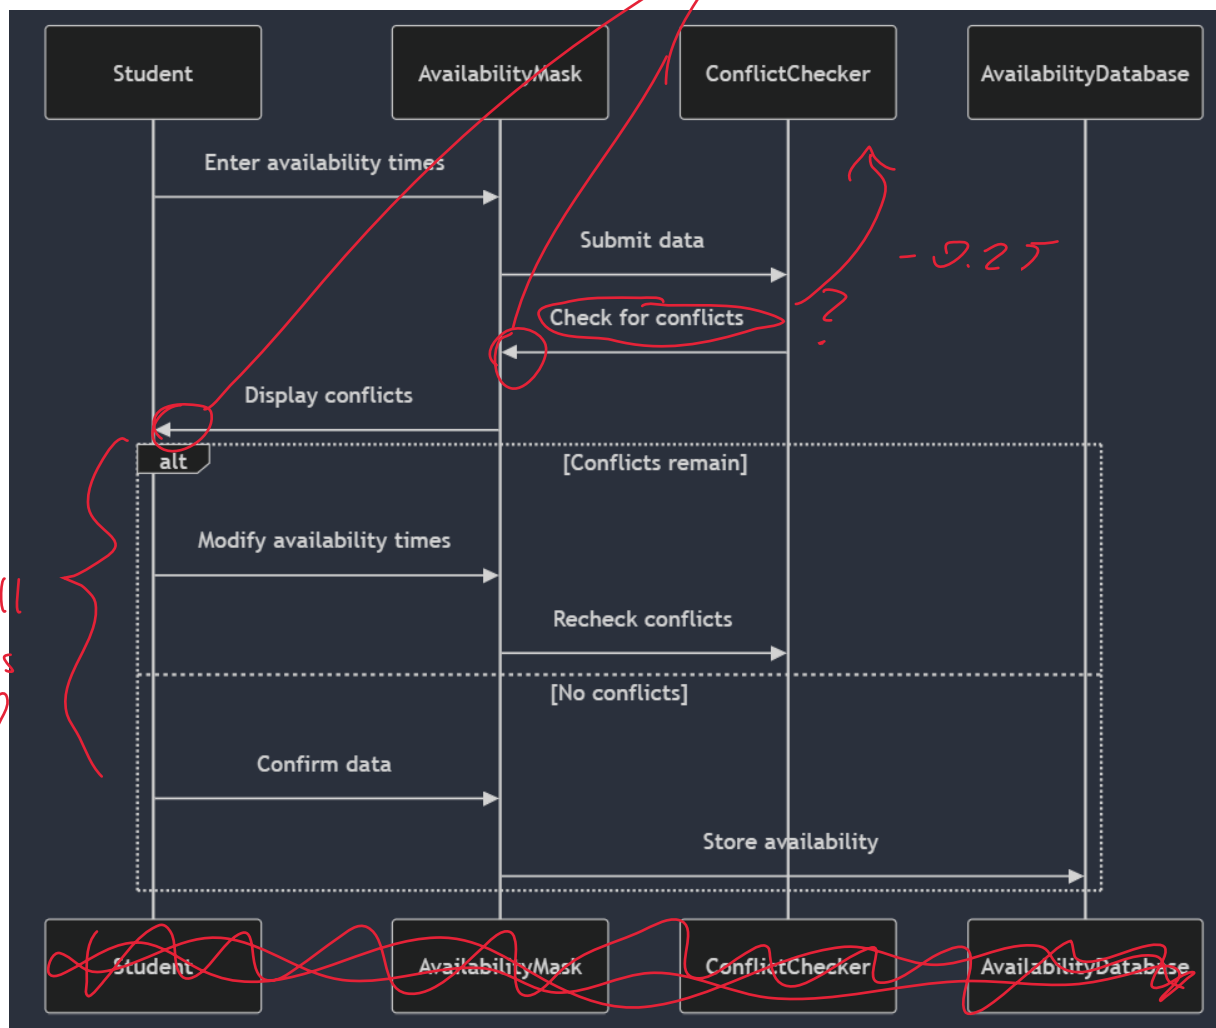 Student
AvailabilityMask
ConflictChecker
AvailabilityDatabase
Enter availability times
Submit data
- 0.25
Check for conflicts
?
Display conflicts
alt
[Conflicts remain]
Modify availability times
Recheck conflicts
[No conflicts]
Confirm data
Store availability
Student
AvailabilityMask
ConflictChecker
AvailabilityDatabase